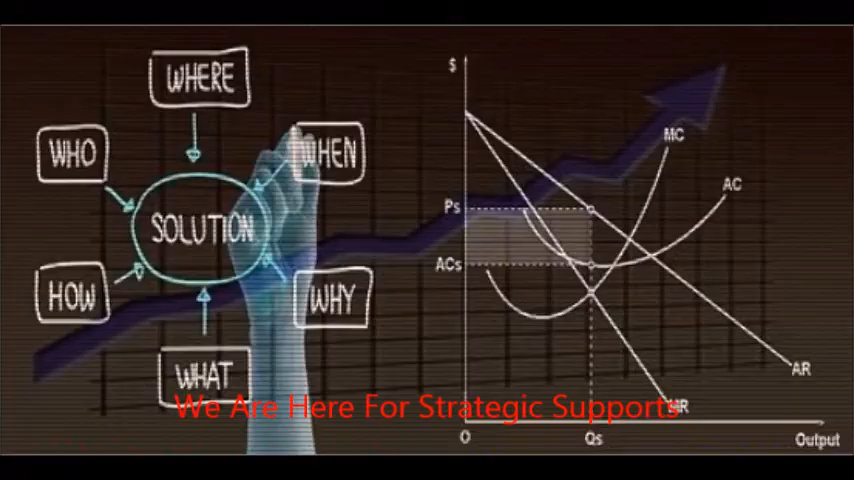 WHERE
WHO
WHEN
SOLUTION
HOW
WHY
WHAT
We Are Here For Strategic Supports
$
MC
AC
Ps
ACs
AR
MR
O
Qs
Output